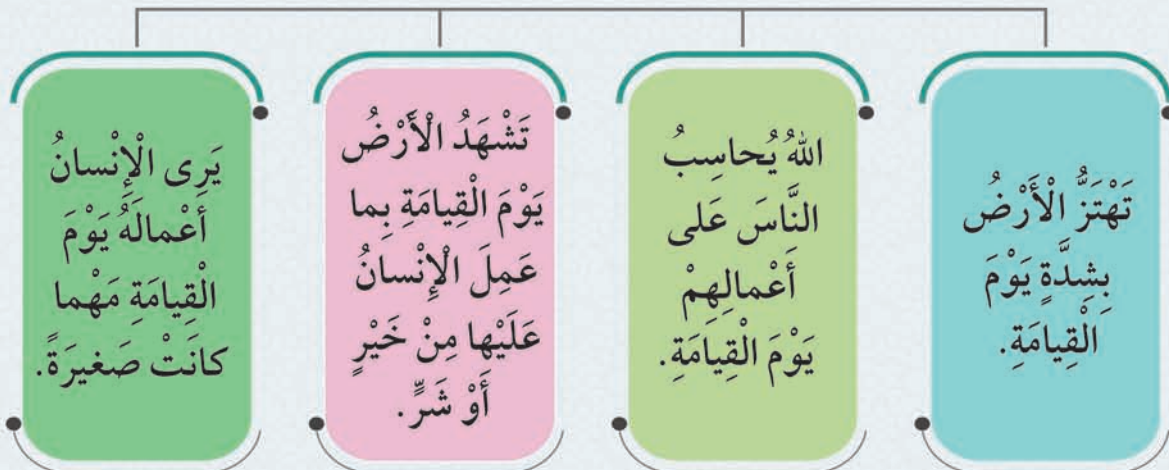 تَهْتَزُّ الْأَرْضُ
بِشِدَّةٍ يَوْمَ
الْقِيامَةِ.
اللهُ يُحاسِبُ
النَّاسَ عَلى
أَعْمالِهِمْ
يَوْمَ الْقِيامَةِ.
تَشْهَدُ الْأَرْضُ
يَوْمَ الْقِيامَةِ بِما
عَمِلَ الْإِنْسانُ
عَلَيْها مِنْ خَيْرٍ
أَوْ شَرٍّ.
يَرى الْإِنْسانُ
أَعْمالَهُ يَوْمَ
الْقِيامَةِ مَهْما
كانَتْ صَغيرَةً.